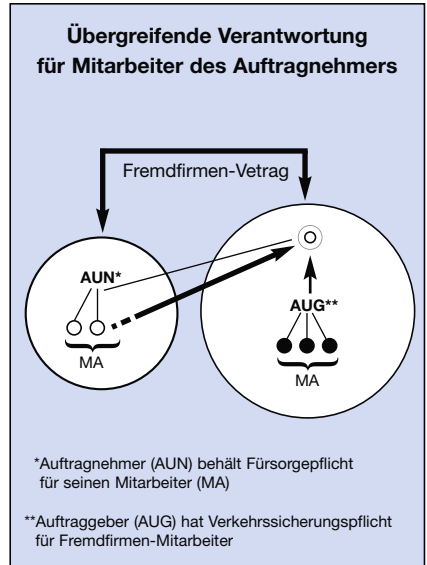 Übergreifende Verantwortung
für Mitarbeiter des Auftragnehmers
Fremdfirmen-Vetrag
AUN*
MA
AUG**
MA
*Auftragnehmer (AUN) behält Fürsorgepflicht
für seinen Mitarbeiter (MA)
**Auftraggeber (AUG) hat Verkehrssicherungspflicht
für Fremdfirmen-Mitarbeiter